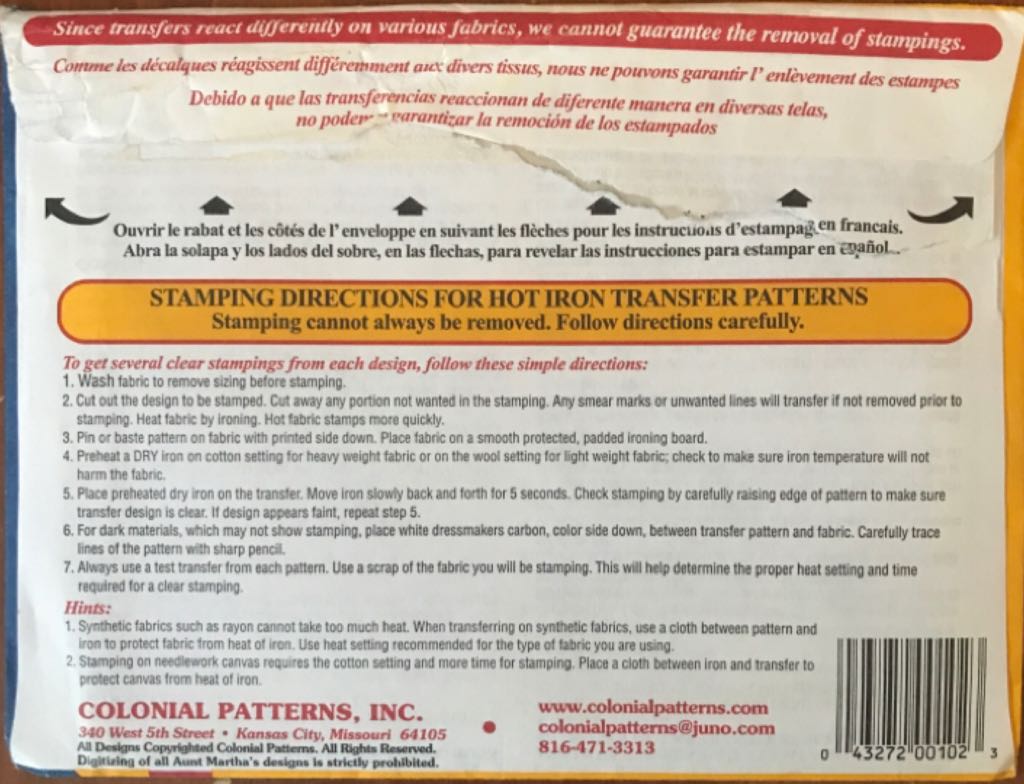 Since transfers react differently on various fabrics, we cannot guarantee the removal of stampings.
Comme les décalques réagissent différemment aux divers tissus, nous ne pouvons garantir l' enlèvement des estampes
Debido a que las transferencias reaccionan de diferente manera en diversas telas,
no garantizar la remoción de los estampados
Ouvrir le rabat et les côtés de l' enveloppe en suivant les flèches pour les instructions d'estampag en francais.
Abra la solapa y los lados del sobre, en las flechas, para revelar las instrucciones para estampar en
STAMPING DIRECTIONS FOR HOT IRON TRANSFER PATTERNS
Stamping cannot always be removed. Follow directions carefully.
To get several clear stampings from each design, follow these simple directions:
1. Wash fabric to remove sizing before stamping.
2. Cut out the design to be stamped. Cut away any portion not wanted in the stamping. Any smear marks or unwanted lines will transfer if not removed prior to
stamping. Heat fabric by ironing. Hot fabric stamps more quickly.
3. Pin or baste pattern on fabric with printed side down. Place fabric on a smooth protected, padded ironing board.
4. Preheat a DRY iron on cotton setting for heavy weight fabric or on the wool setting for light weight fabric; check to make sure iron temperature will not
harm the fabric.
5. Place preheated dry iron on the transfer. Move iron slowly back and forth for 5 seconds. Check stamping by carefully raising edge of pattern to make sure
transfer design is clear. If design appears faint, repeat step 5.
6. For dark materials, which may not show stamping, place white dressmakers carbon, color side down, between transfer pattern and fabric. Carefully trace
lines of the pattern with sharp pencil.
7. Always use a test transfer from each pattern. Use a scrap of the fabric you will be stamping. This will help determine the proper heat setting and time
required for a clear stamping.
Hints:
1. Synthetic fabrics such as rayon cannot take too much heat. When transferring on synthetic fabrics, use a cloth between pattern and
iron to protect fabric from heat of iron. Use heat setting recommended for the type of fabric you are using.
2. Stamping on needlework canvas requires the cotton setting and more time for stamping. Place a cloth between iron and transfer to
protect canvas from heat of iron.
COLONIAL PATTERNS, INC.
340 West 5th Street • Kansas City, Missouri 64105
All Designs Copyrighted Colonial Patterns. All Rights Reserved.
Digitizing of all Aunt Martha's designs is strictly prohibited.
•
www.colonialpatterns.com
colonialpatterns@juno.com
816-471-3313
0 43272 00102 3